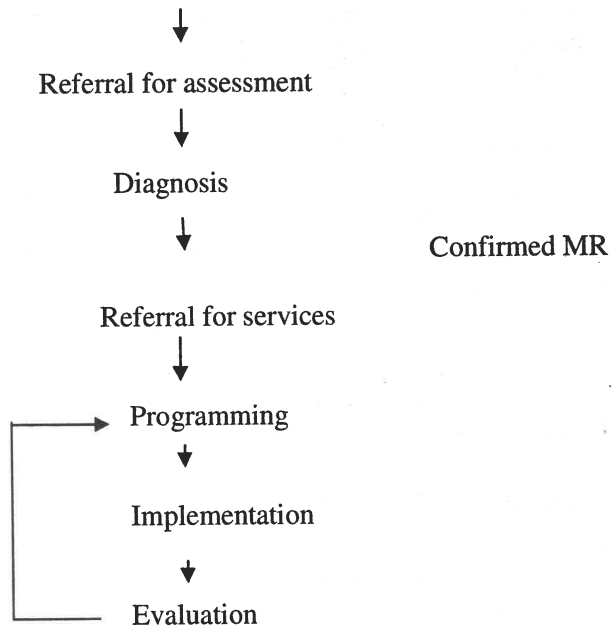 Referral for assessment
Diagnosis
Confirmed MR
Referral for services
Programming
Implementation
Evaluation